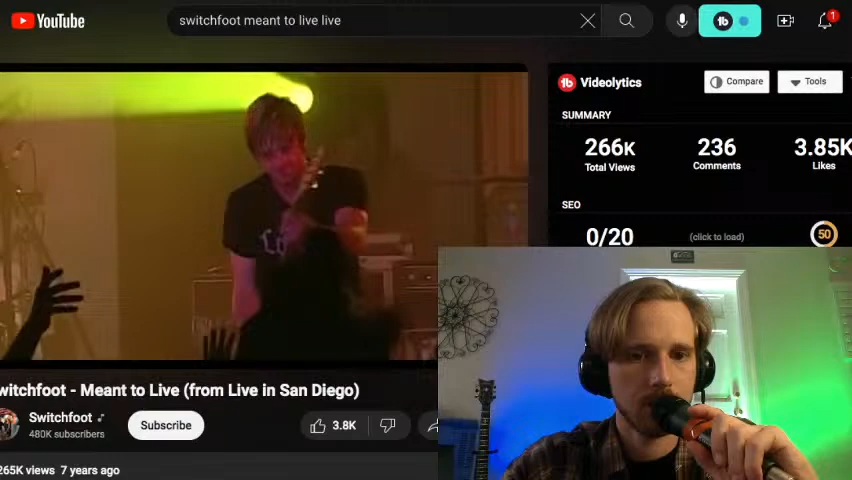 YouTube
switchfoot meant to live live
1
Videolytics
Compare
Tools
SUMMARY
266K
236
3.85K
Total Views
Comments
Likes
SEO
0/20
(click to load)
50
witchfoot - Meant to Live (from Live in San Diego)
Switchfoot
480K subscribers
Subscribe
3.8K
265K views 7 years ago